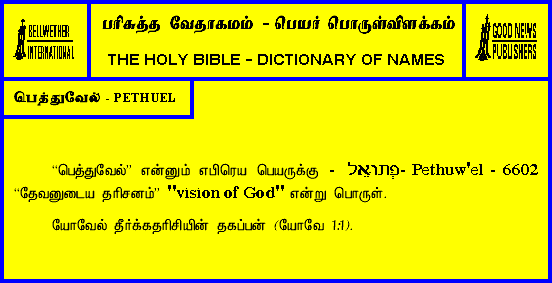 BELLWETHER
INTERNATIONAL
பரிசுத்த வேதாகமம் - பெயர் பொருள்விளக்கம்
THE HOLY BIBLE - DICTIONARY OF NAMES
GOOD NEWS
PUBLISHERS
பெத்துவேல் - PETHUEL
“பெத்துவேல்” என்னும் எபிரெய பெயருக்கு - פְּתוּאֵל - Pethuw'el - 6602
“தேவனுடைய தரிசனம்” "vision of God" என்று பொருள்.
யோவேல் தீர்க்கதரிசியின் தகப்பன் (யோவே 1:1).